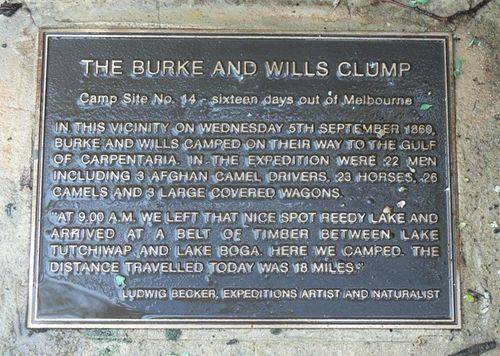 THE BURKE AND WILLS CLUMP
Camp Site No. 14 - sixteen days out of Melbourne
IN THIS VICINITY ON WEDNESDAY 5TH SEPTEMBER 1860,
BURKE AND WILLS CAMPED ON THEIR WAY TO THE GULF
OF CARPENTARIA. IN THE EXPEDITION WERE 22 MEN
INCLUDING 3 AFGHAN CAMEL DRIVERS, 23 HORSES, 26
CAMELS AND 3 LARGE COVERED WAGONS.
"AT 9.00 A.M. WE LEFT THAT NICE SPOT REEDY LAKE AND
ARRIVED AT A BELT OF TIMBER BETWEEN LAKE
TUTCHIWAP AND LAKE BOGA. HERE WE CAMPED. THE
DISTANCE TRAVELLED TODAY WAS 18 MILES."
LUDWIG BECKER, EXPEDITIONS ARTIST AND NATURALIST